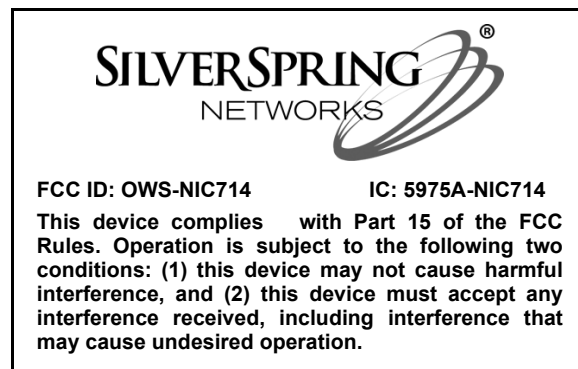 SILVERSPRING®
NETWORKS
FCC ID: OWS-NIC714 IC: 5975A-NIC714
This device complies with Part 15 of the FCC
Rules. Operation is subject to the following two
conditions: (1) this device may not cause harmful
interference, and (2) this device must accept any
interference received, including interference that
may cause undesired operation.